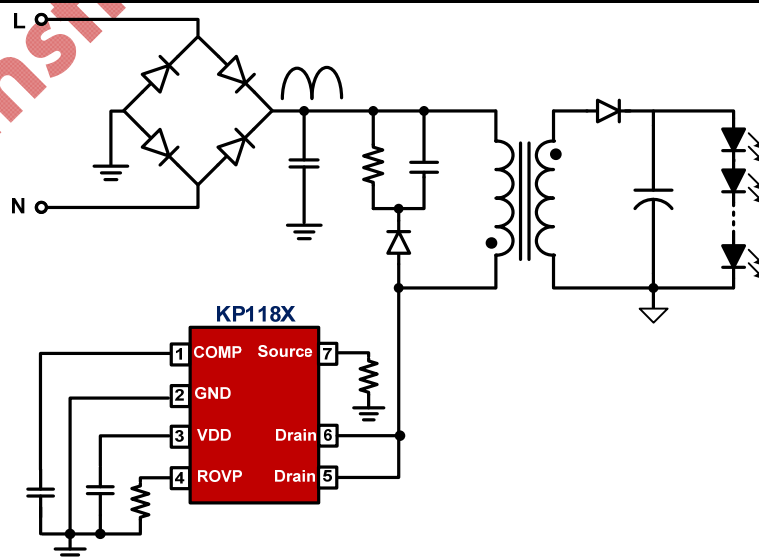 L
N
KP118X
1 COMP
Source 7
2 GND
3 VDD
Drain 6
4 ROVP
Drain 5